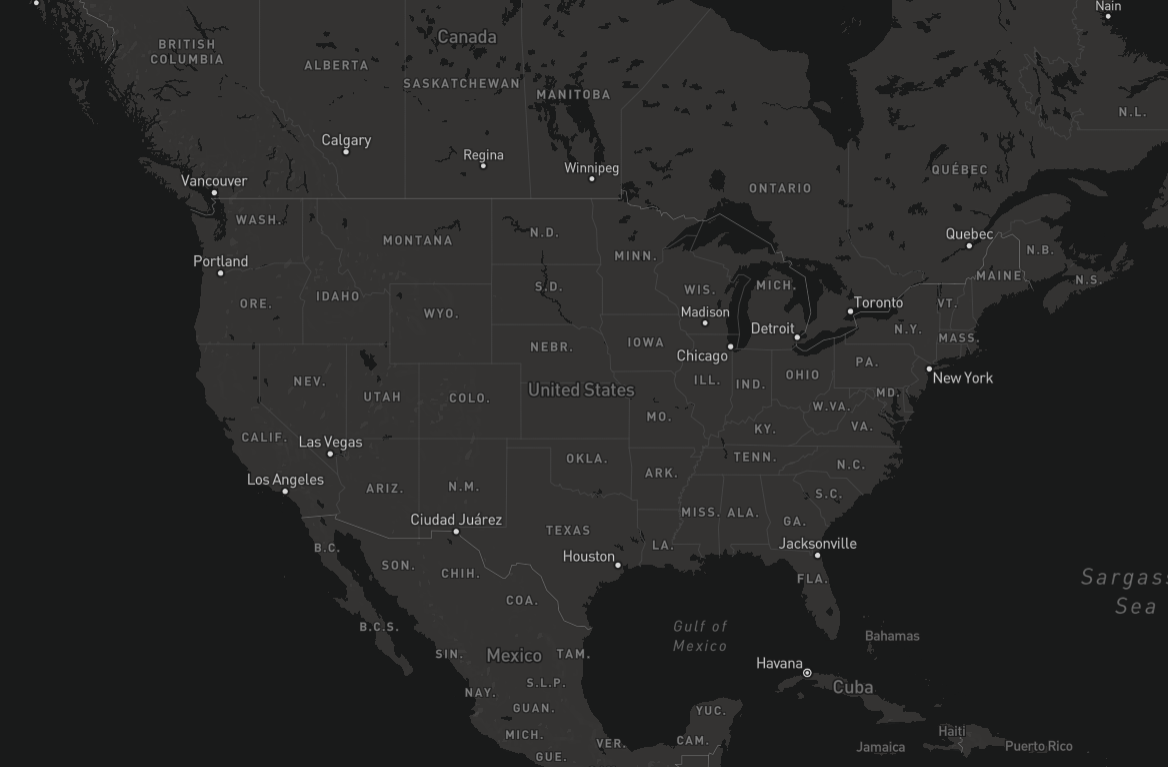 Nain
Canada
BRITISH
COLUMBIA
ALBERTA
SASKATCHEWAN
MANITOBA
N.L.
Calgary
Regina
Winnipeg
QUÉBEC
Vancouver
ONTARIO
WASH.
MONTANA
N.D.
MINN.
Quebec
N.B.
Portland
MAINE
N.S.
ORE.
IDAHO
WYO.
S.D.
WIS.
MICH.
Toronto
VT.
Madison
Detroit
N.Y.
MASS.
NEBR.
IOWA
Chicago
PA.
NEV.
UTAH
COLO.
United States
ILL.
IND.
OHIO
MD.
New York
MO.
W.VA.
KY.
VA.
CALIF.
Las Vegas
OKLA.
TENN.
N.C.
Los Angeles
ARIZ.
N.M.
ARK.
S.C.
Ciudad Juárez
TEXAS
MISS.
ALA.
GA.
B.C.
SON.
CHIH.
Houston
LA.
Jacksonville
FLA.
COA.
Sargas
Sea
B.C.S.
Gulf of
Mexico
Bahamas
SIN.
Mexico
TAM.
Havana
Cuba
NAY.
S.L.P.
GUAN.
YUC.
MICH.
VER.
CAM.
GUE.
Haiti
Jamaica
Puerto Rico